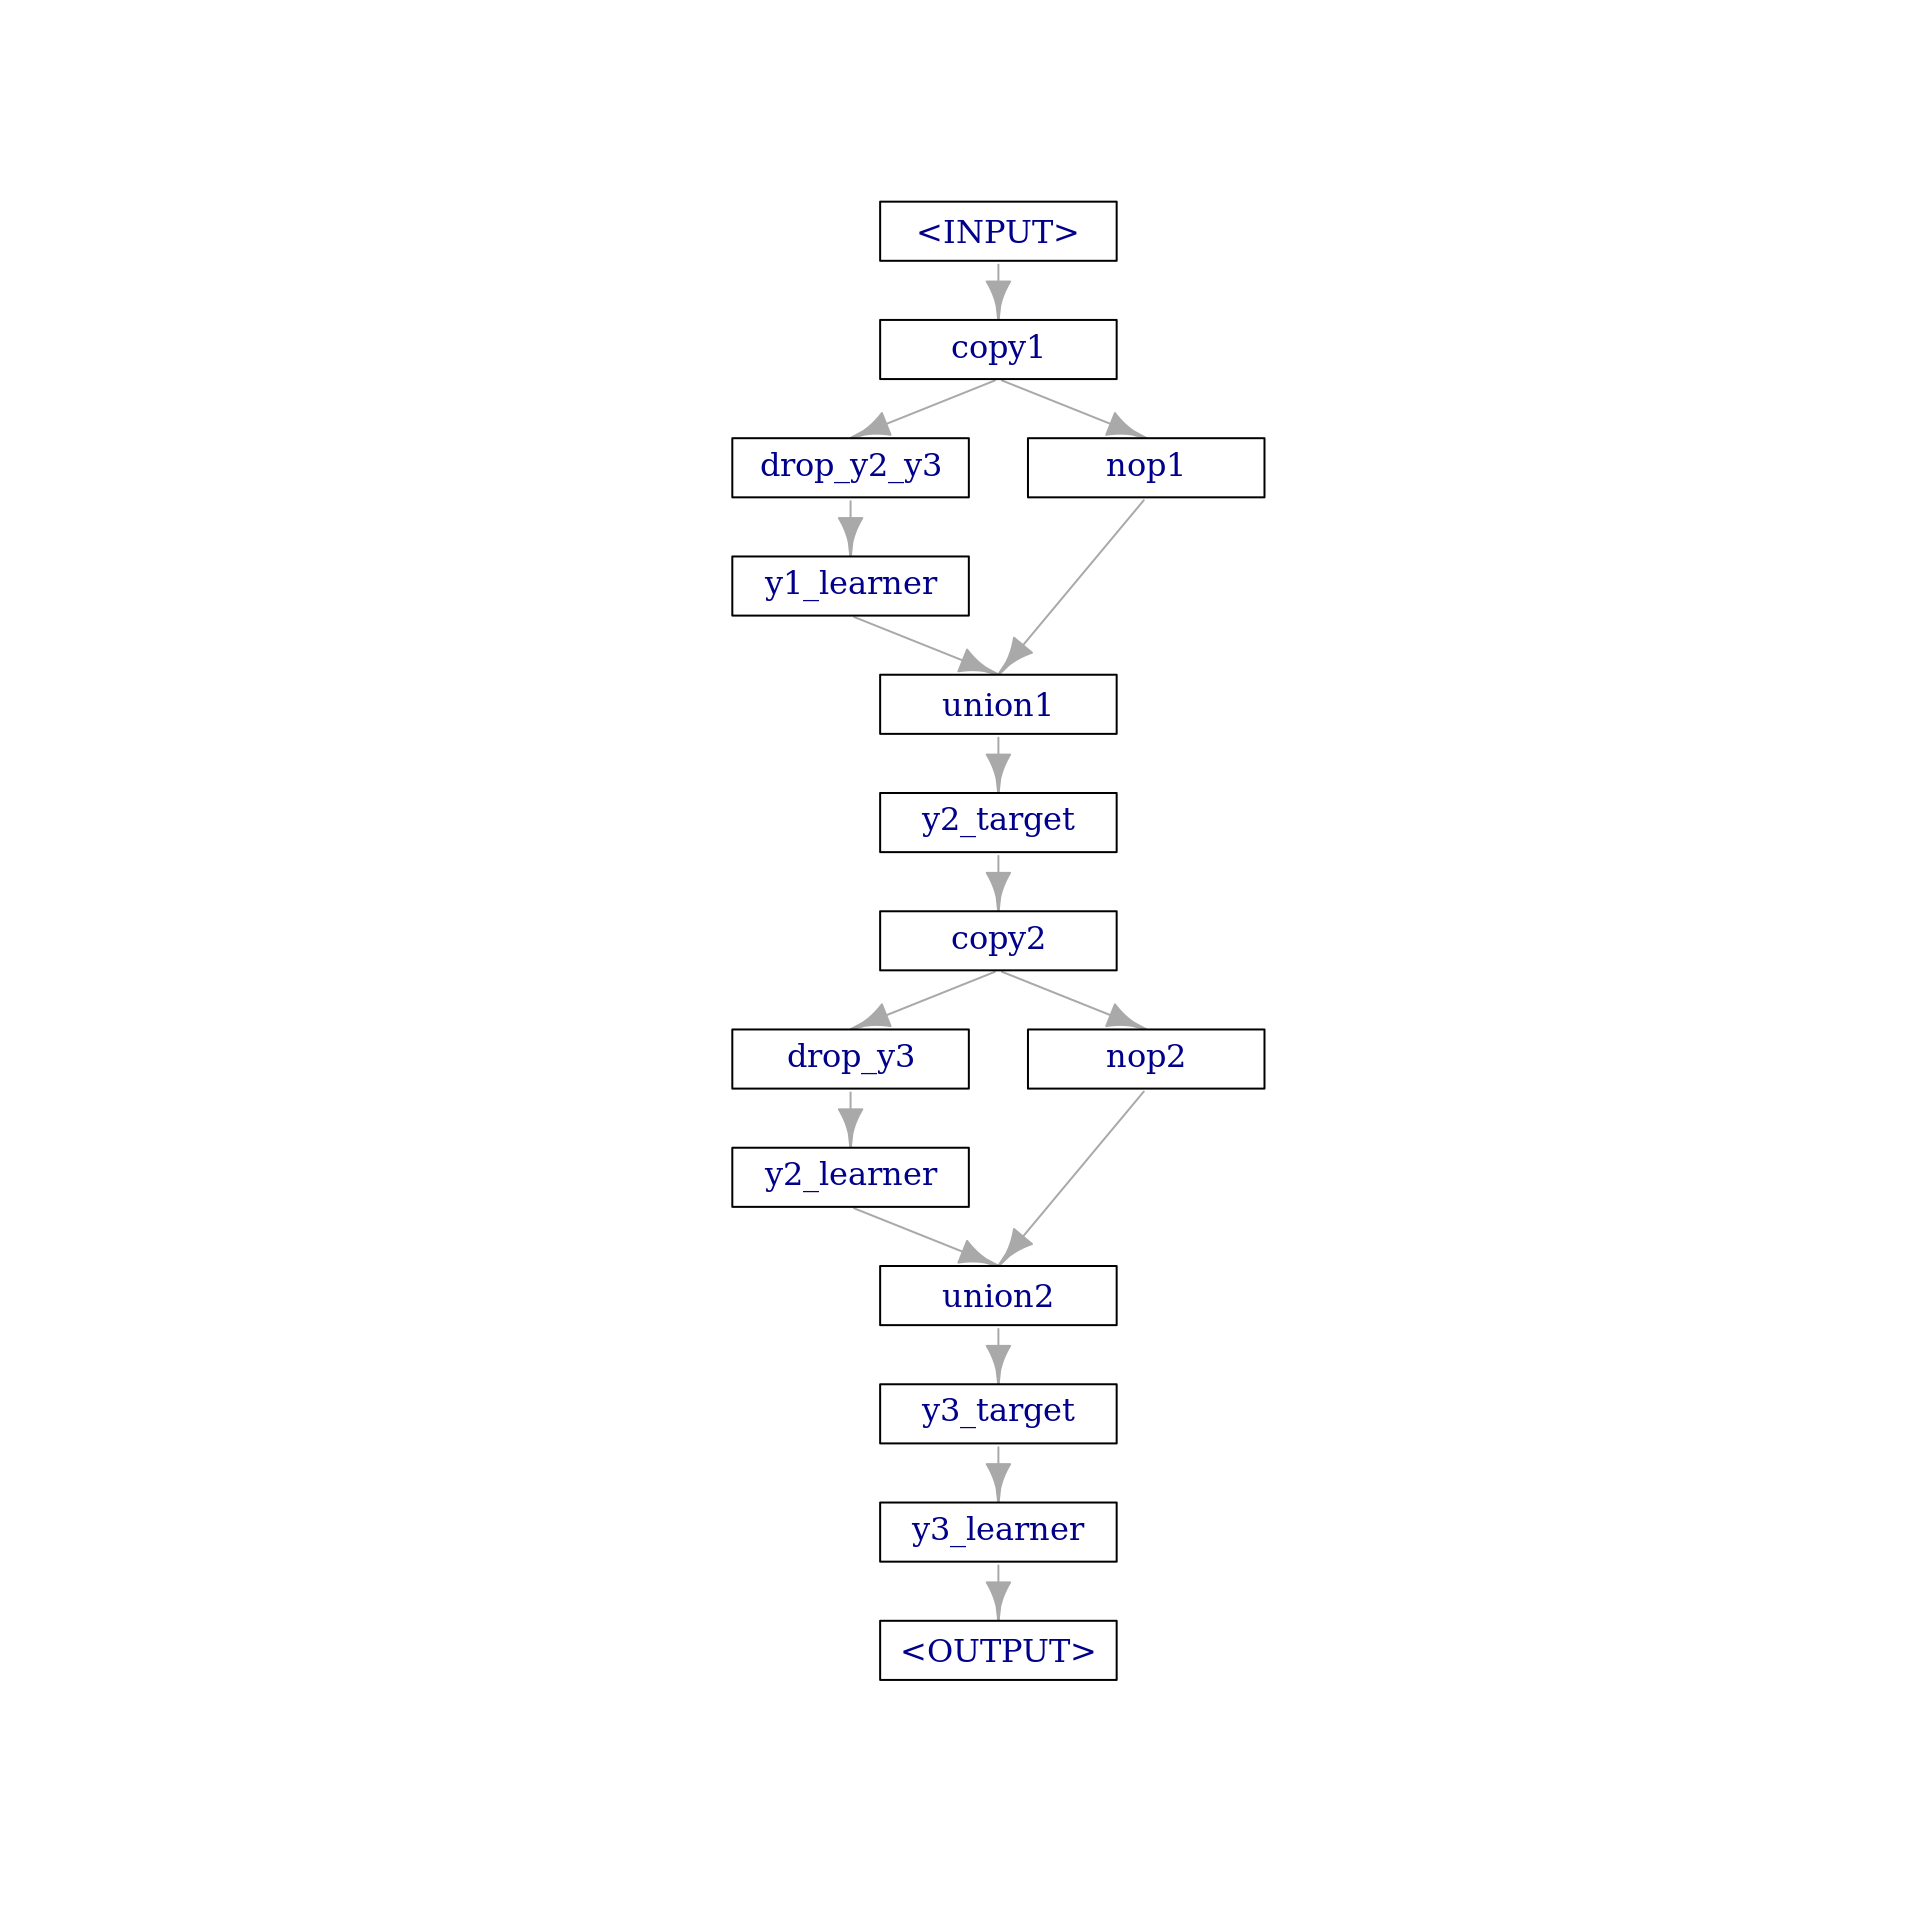 <INPUT>
copy1
drop_y2_y3
nop1
y1_learner
union1
y2_target
copy2
drop_y3
nop2
y2_learner
union2
y3_target
y3_learner
<OUTPUT>